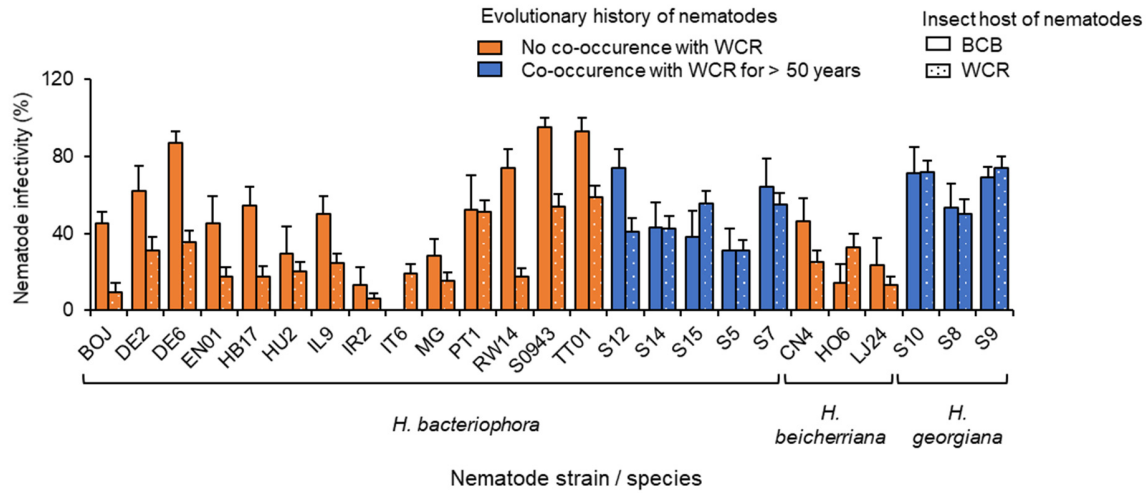 Evolutionary history of nematodes
No co-occurence with WCR
Co-occurence with WCR for > 50 years
Insect host of nematodes
BCB
WCR
Nematode infectivity (%)
120
80
40
0
BOJ
DE2
DE6
EN01
HB17
HU2
IL9
IR2
IT6
MG
PT1
RW14
S0943
TT01
S12
S14
S15
S5
S7
CN4
HO6
LJ24
S10
S8
S9
H. bacteriophora
H.
beicherriana
H.
georgiana
Nematode strain / species